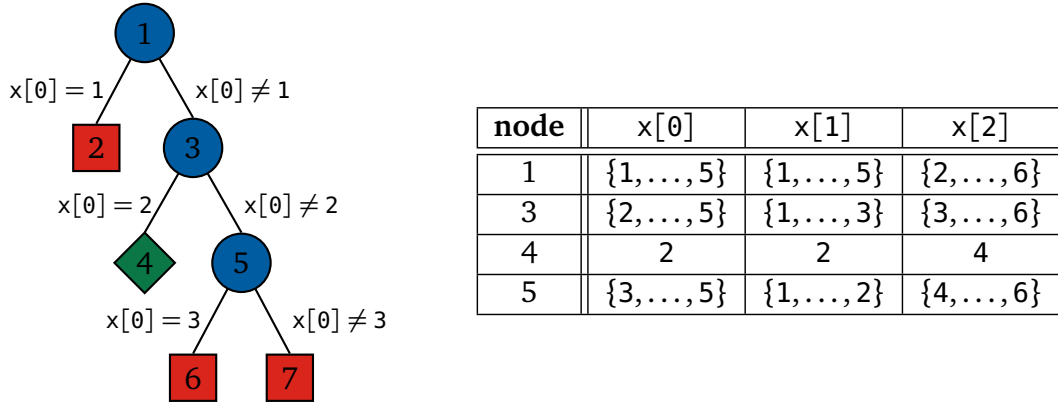 1
x[0] = 1
x[0] ≠ 1
2
3
x[0] = 2
x[0] ≠ 2
4
5
x[0] = 3
x[0] ≠ 3
6
7
node x[0] x[1] x[2]
1 {1,...,5} {1,...,5} {2,...,6}
3 {2,...,5} {1,...,3} {3,...,6}
4 2 2 4
5 {3,...,5} {1,...,2} {4,...,6}